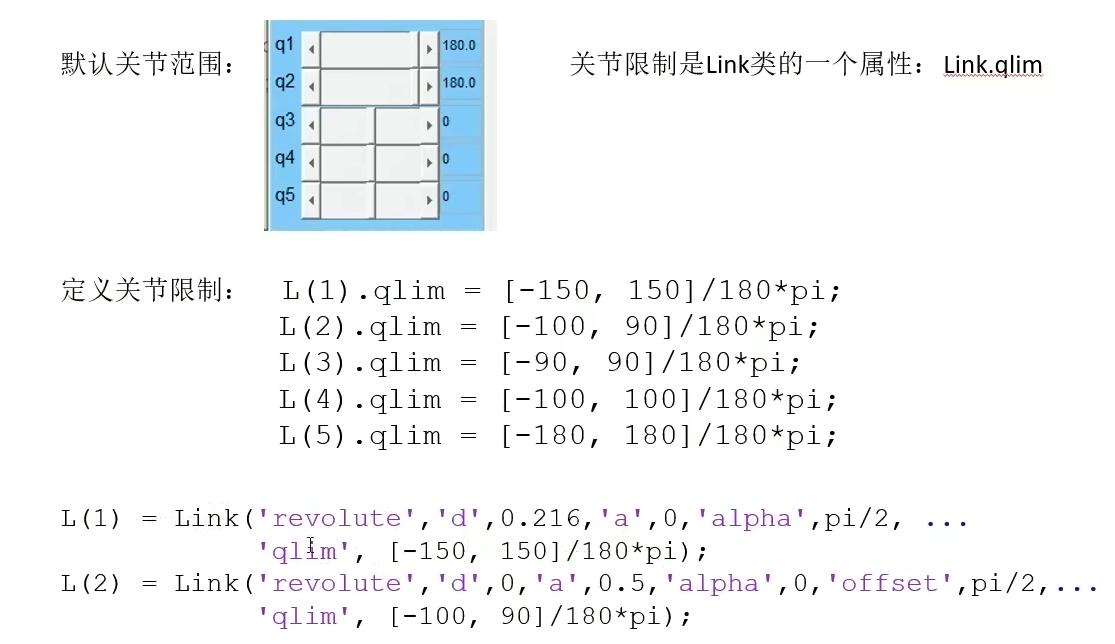 默认关节范围：
q1 180.0
q2 180.0
q3 0
q4 0
q5 0
关节限制是Link类的一个属性：Link.qlim
定义关节限制：
L(1).qlim = [-150, 150]/180*pi;
L(2).qlim = [-100, 90]/180*pi;
L(3).qlim = [-90, 90]/180*pi;
L(4).qlim = [-100, 100]/180*pi;
L(5).qlim = [-180, 180]/180*pi;
L(1) = Link('revolute','d',0.216,'a',0,'alpha',pi/2, ...
'qlim', [-150, 150]/180*pi);
L(2) = Link('revolute','d',0,'a',0.5,'alpha',0,'offset',pi/2,...
'qlim', [-100, 90]/180*pi);